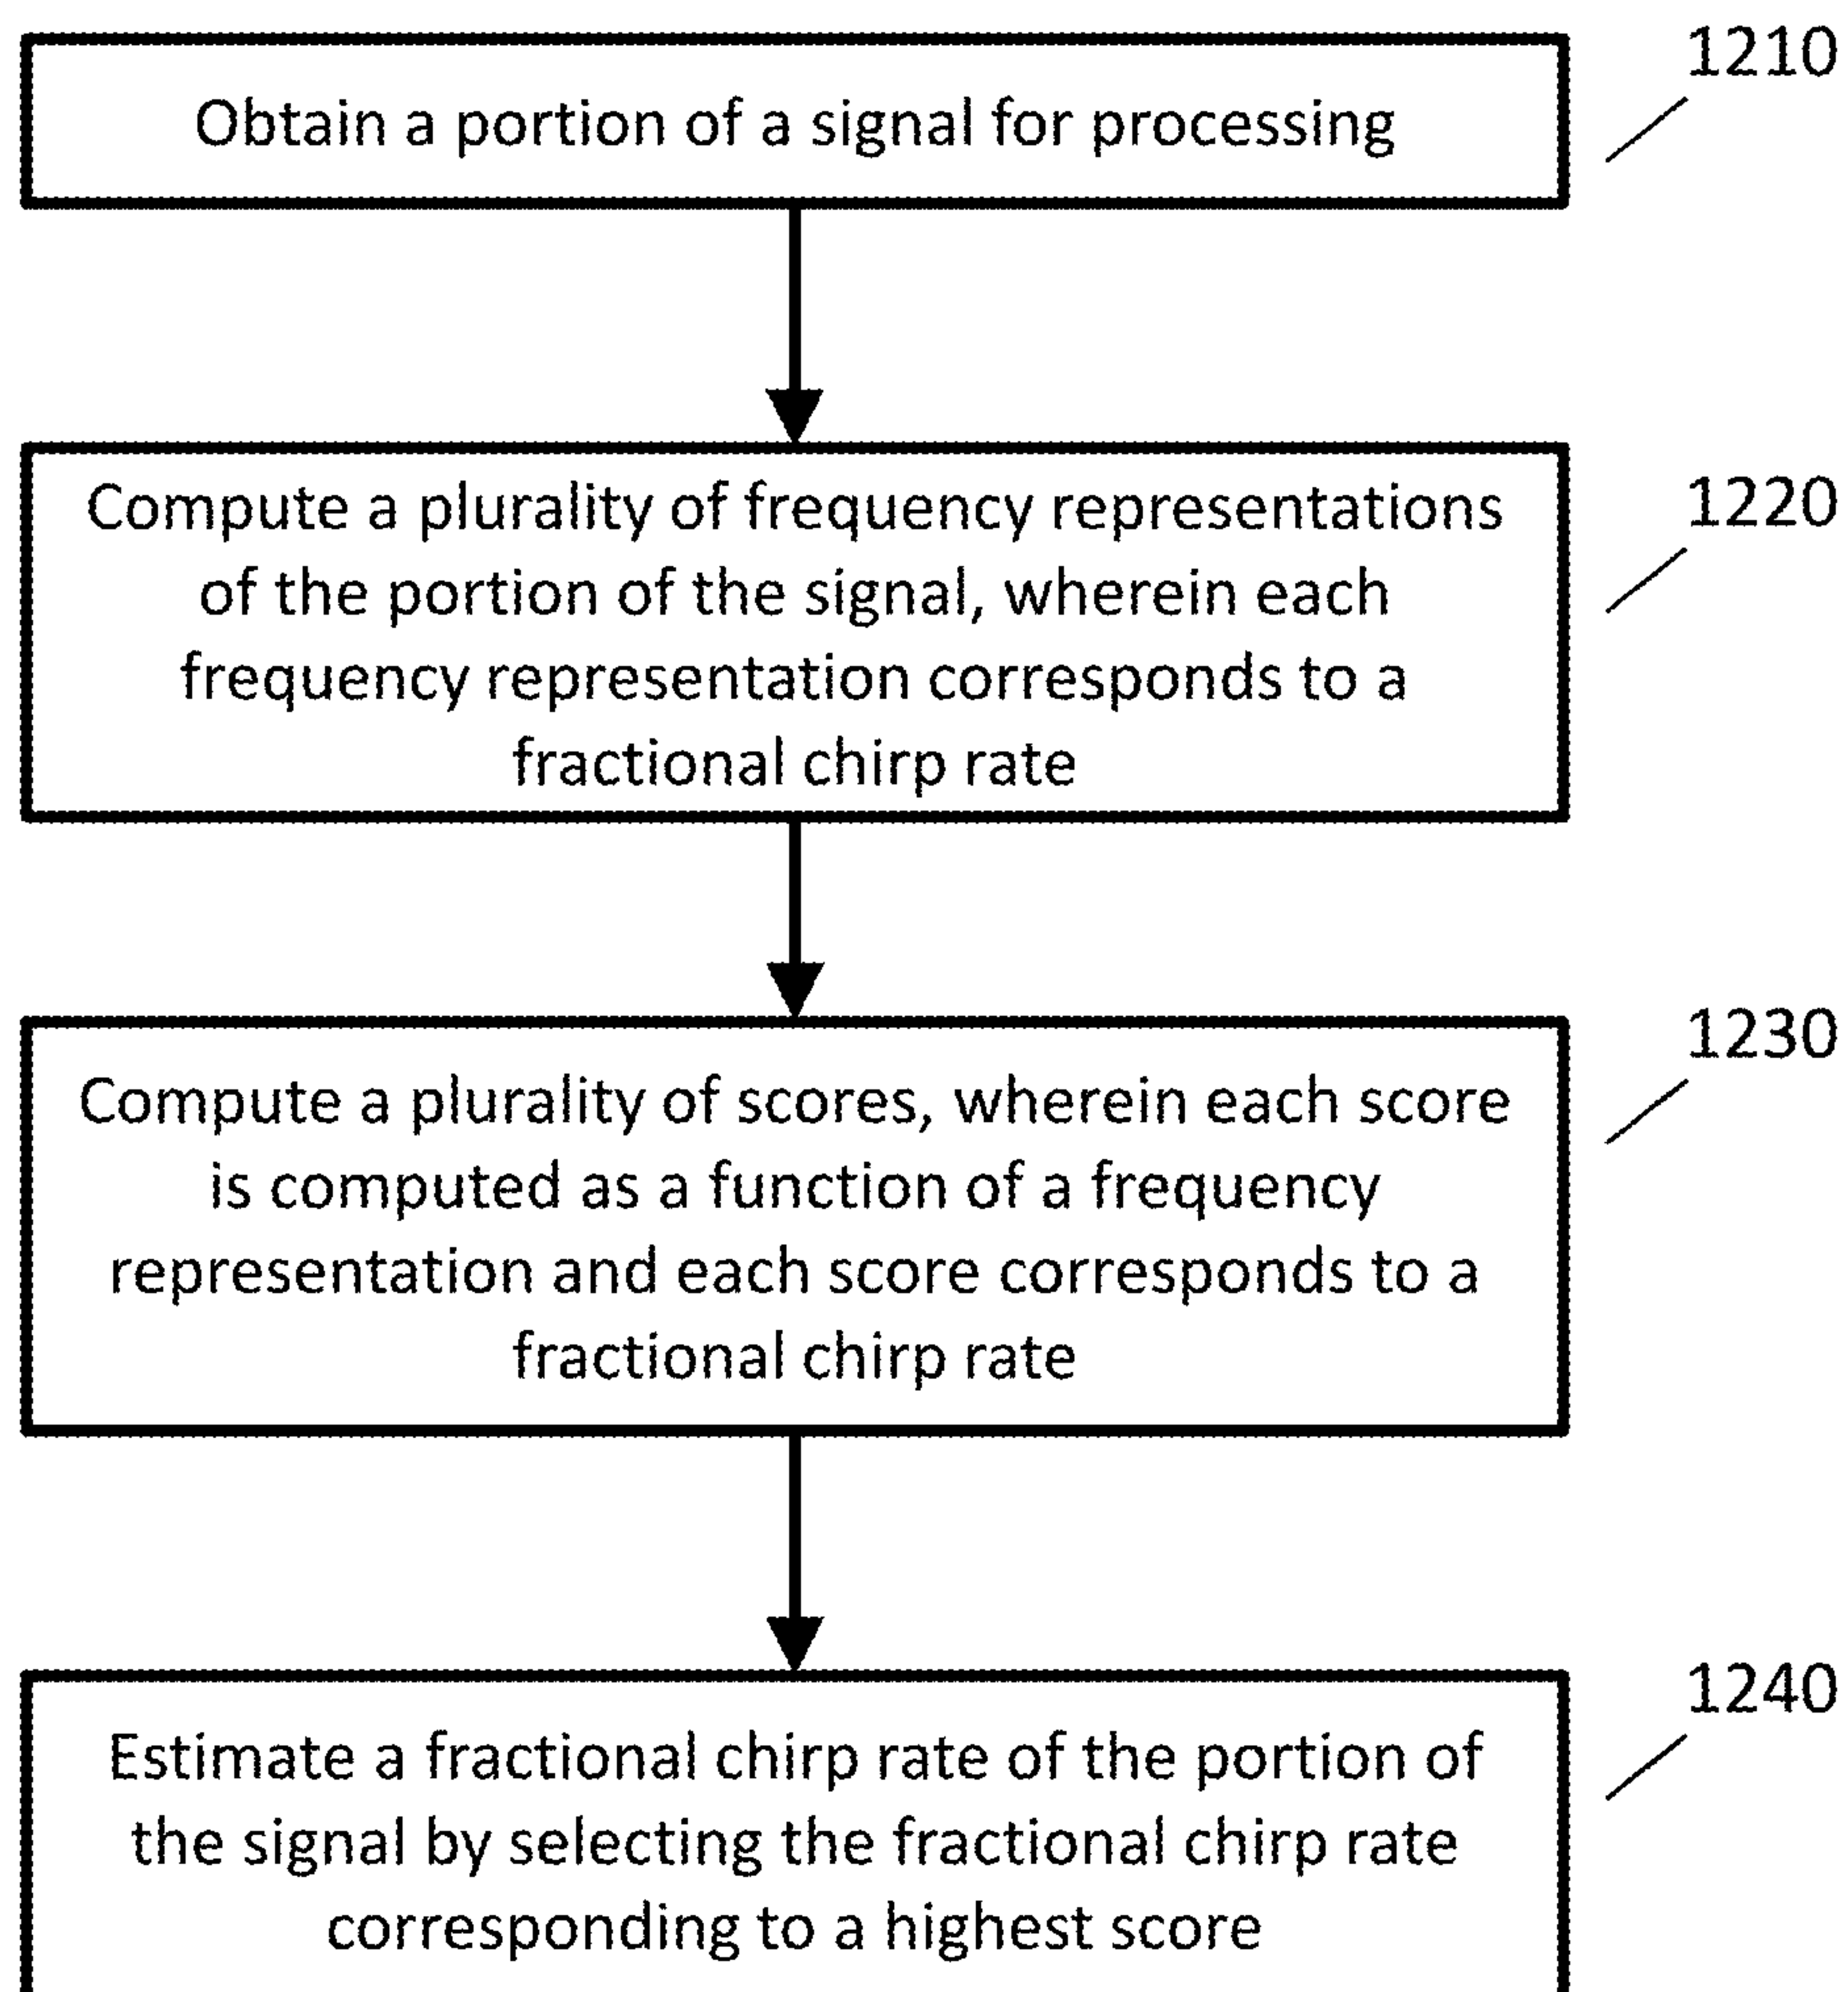 1210
Obtain a portion of a signal for processing
1220
Compute a plurality of frequency representations
of the portion of the signal, wherein each
frequency representation corresponds to a
fractional chirp rate
1230
Compute a plurality of scores, wherein each score
is computed as a function of a frequency
representation and each score corresponds to a
fractional chirp rate
1240
Estimate a fractional chirp rate of the portion of
the signal by selecting the fractional chirp rate
corresponding to a highest score